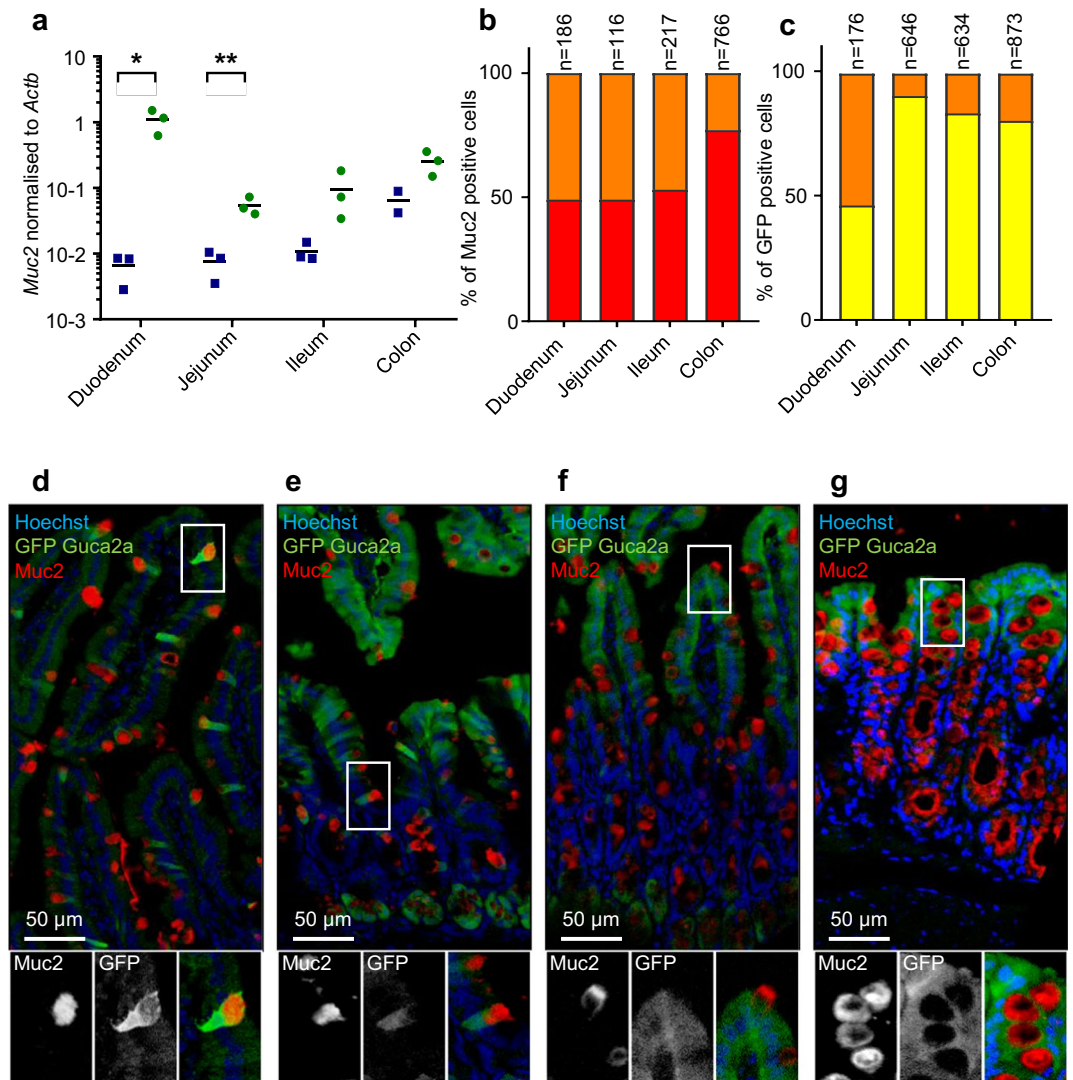 a
Muc2 normalised to Actb
10
1
10-1
10-2
10-3
*
**
Duodenum
Jejunum
Ileum
Colon
b
% of Muc2 positive cells
100
50
0
n=186
n=116
n=217
n=766
Duodenum
Jejunum
Ileum
Colon
c
% of GFP positive cells
100
50
0
n=176
n=646
n=634
n=873
Duodenum
Jejunum
Ileum
Colon
d
Hoechst
GFP Guca2a
Muc2
50 µm
Muc2
GFP
e
Hoechst
GFP Guca2a
Muc2
50 µm
Muc2
GFP
f
Hoechst
GFP Guca2a
Muc2
50 µm
Muc2
GFP
g
Hoechst
GFP Guca2a
Muc2
50 µm
Muc2
GFP